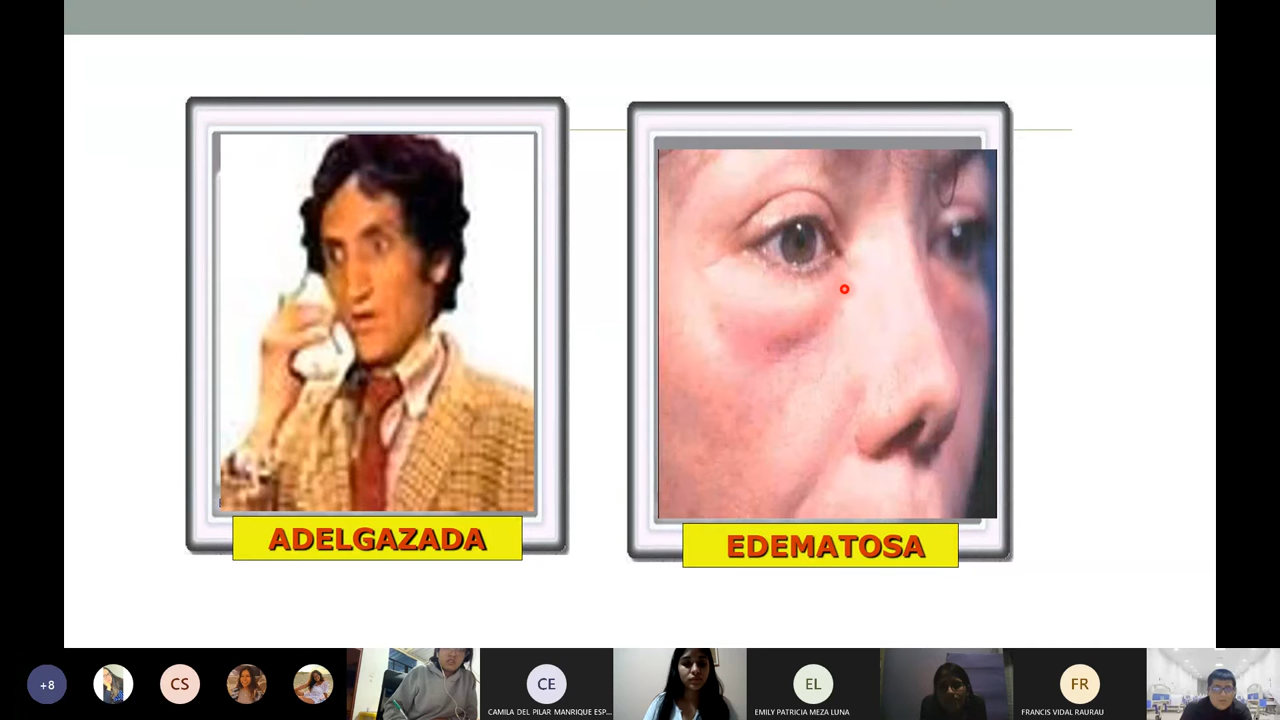 ADELGAZADA
EDEMATOSA
+8
CS
CE
CAMILA DEL PILAR MANRIQUE ESP...
EL
EMILY PATRICIA MEZA LUNA
FR
FRANCIS VIDAL RAURAU